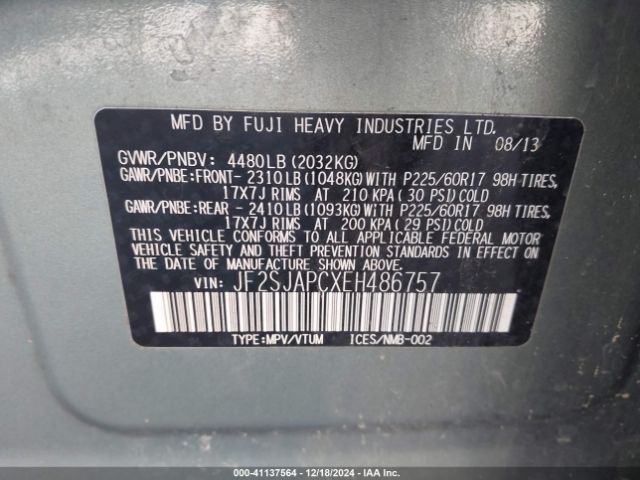 MFD BY FUJI HEAVY INDUSTRIES LTD.
MFD IN 08/13
GVWR/PNBV: 4480LB(2032KG)
GAWR/PNBE:FRONT-2310LB(1048KG)WITH P225/60R17 98H TIRES,
17X7J RIMS AT 210 KPA(30 PSI)COLD
GAWR/PNBE:REAR -2410LB(1093KG)WITH P225/60R17 98H TIRES,
17X7J RIMS AT 200 KPA(29 PSI)COLD
THIS VEHICLE CONFORMS TO ALL APPLICABLE FEDERAL MOTOR
VEHICLE SAFETY AND THEFT PREVENTION STANDARDS IN EFFECT ON
THE DATE OF MANUFACTURE SHOWN ABOVE.
VIN: JF2SJAPCXEH486757
TYPE:MPV/VTUM ICES/NMB-002
000-41137564 - 12/18/2024 - IAA Inc.